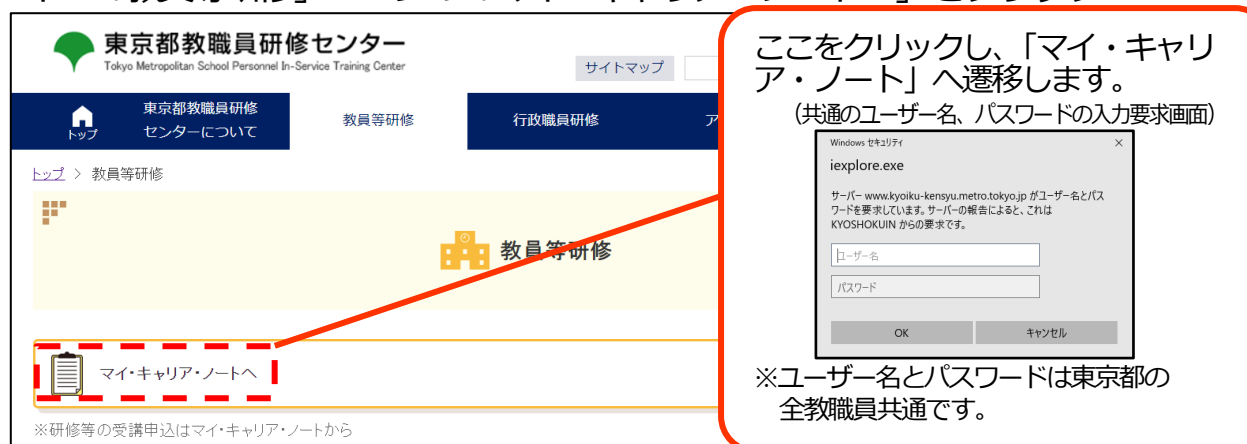 東京都教職員研修センター
Tokyo Metropolitan School Personnel In-Service Training Center
サイトマップ
トップ
東京都教職員研修
センターについて
教員等研修
行政職員研修
ア
トップ > 教員等研修
教員等研修
マイ・キャリア・ノートへ
※研修等の受講申込はマイ・キャリア・ノートから
ここをクリックし、「マイ・キャリ
ア・ノート」へ遷移します。
(共通のユーザー名、パスワードの入力要求画面)
Windows セキュリティ
×
iexplore.exe
サーバー www.kyoiku-kensyu.metro.tokyo.jp がユーザー名とパス
ワードを要求しています。サーバーの報告によると、これは
KYOSHOKUIN からの要求です。
ユーザー名
パスワード
OK
キャンセル
※ユーザー名とパスワードは東京都の
全教職員共通です。